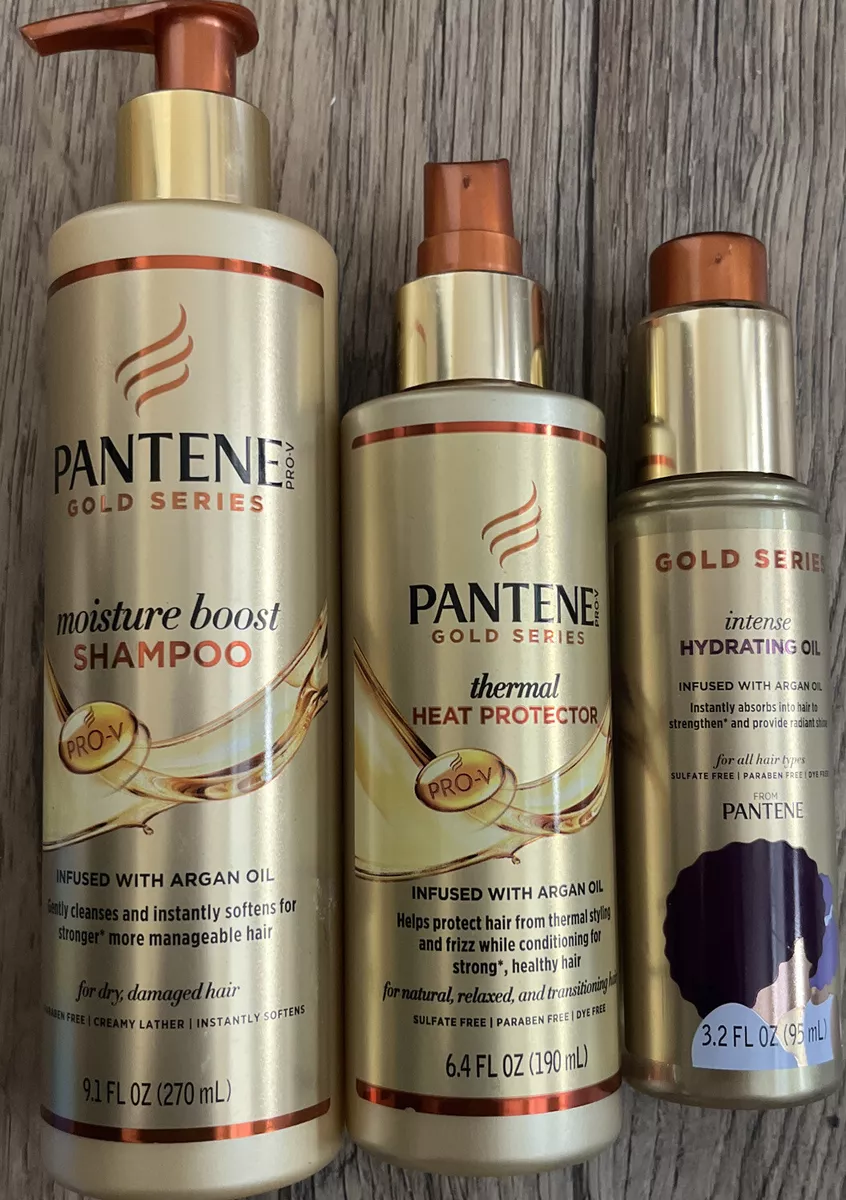 PANTENE PRO-V
GOLD SERIES
moisture boost
SHAMPOO
PRO-V
INFUSED WITH ARGAN OIL
Gently cleanses and instantly softens for
stronger* more manageable hair
for dry, damaged hair
PARABEN FREE | CREAMY LATHER | INSTANTLY SOFTENS
9.1 FL OZ (270 mL)
PANTENE PRO-V
GOLD SERIES
thermal
HEAT PROTECTOR
PRO-V
INFUSED WITH ARGAN OIL
Helps protect hair from thermal styling
and frizz while conditioning for
strong*, healthy hair
for natural, relaxed, and transitioning hair
SULFATE FREE | PARABEN FREE | DYE FREE
6.4 FL OZ (190 mL)
GOLD SERIES
intense
HYDRATING OIL
INFUSED WITH ARGAN OIL
Instantly absorbs into hair to
strengthen* and provide radiant shine
for all hair types
SULFATE FREE | PARABEN FREE | DYE FREE
FROM
PANTENE
3.2 FL OZ (95 mL)